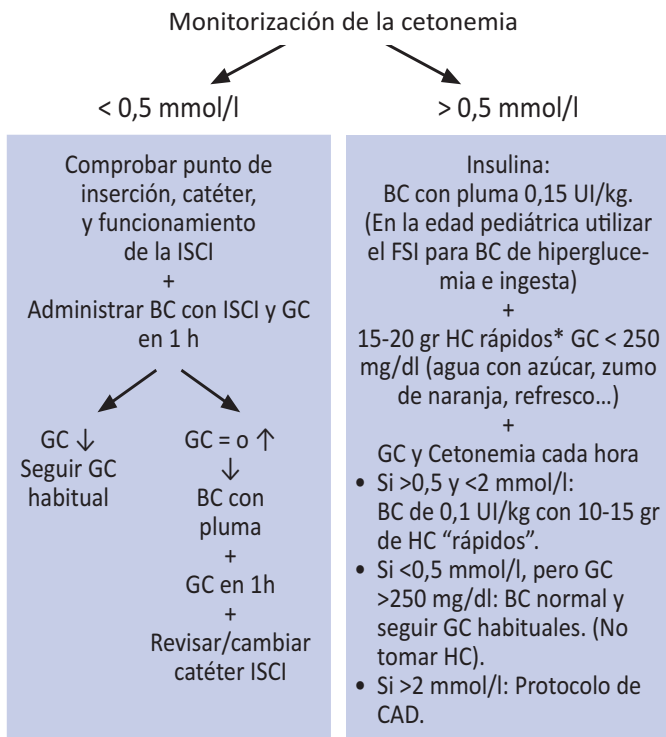 Monitorización de la cetonemia
< 0,5 mmol/l
Comprobar punto de
inserción, catéter,
y funcionamiento
de la ISCI
+
Administrar BC con ISCI y GC
en 1 h
GC ↓
Seguir GC
habitual
GC = o ↑
↓
BC con
pluma
+
GC en 1h
+
Revisar/cambiar
catéter ISCI
> 0,5 mmol/l
Insulina:
BC con pluma 0,15 UI/kg.
(En la edad pediátrica utilizar
el FSI para BC de hipergluce-
mia e ingesta)
+
15-20 gr HC rápidos* GC < 250
mg/dl (agua con azúcar, zumo
de naranja, refresco...)
+
GC y Cetonemia cada hora
• Si >0,5 y <2 mmol/l:
BC de 0,1 UI/kg con 10-15 gr
de HC “rápidos”.
• Si <0,5 mmol/l, pero GC
>250 mg/dl: BC normal y
seguir GC habituales. (No
tomar HC).
• Si >2 mmol/l: Protocolo de
CAD.